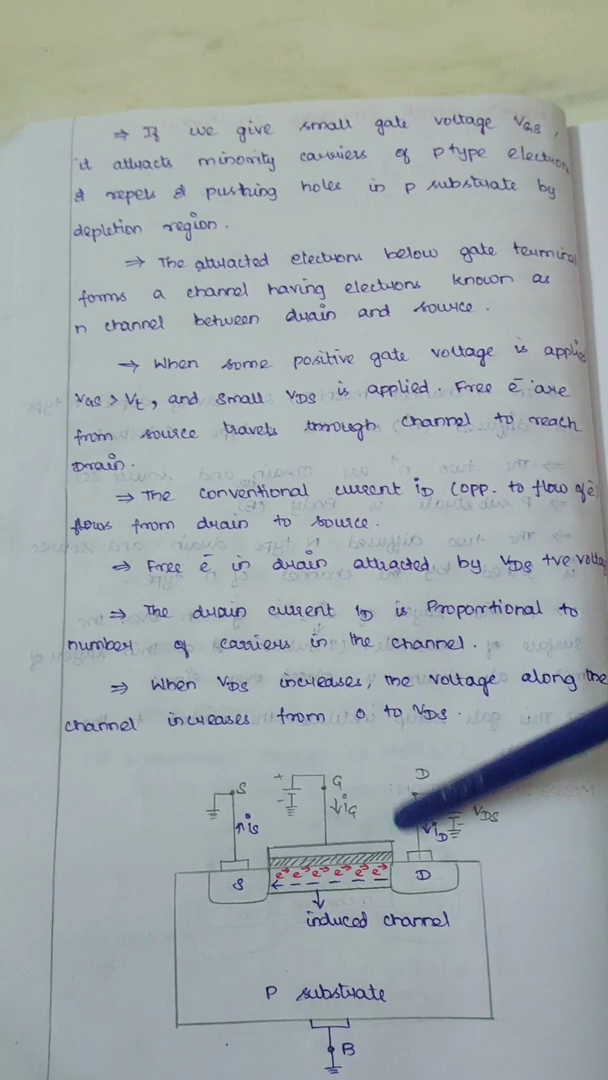 ⇒ If we give small gate voltage VGS,
it attracts minority carriers of p type electrons
& repels & pushing holes in p substrate by
depletion region.
⇒ The attracted electrons below gate terminal
forms a channel having electrons known as
n channel between drain and source.
→ When some positive gate voltage is applied
VGS > Vt, and small VDS is applied. Free ē are
from source travels through channel to reach
Drain.
⇒ The conventional current iD (opp. to flow of ē)
flows from drain to source.
⇒ Free ē in drain attracted by VDS +ve voltage
⇒ The drain current ID is Proportional to
number of carriers in the channel.
⇒ When VDS increases, the voltage along the
channel increases from 0 to VDS.
S
+
-
G
D
↑ is
↓ iG
↓ iD
VDS
S
e⁻ e⁻ e⁻ e⁻ e⁻ e⁻
D
induced channel
P substrate
B